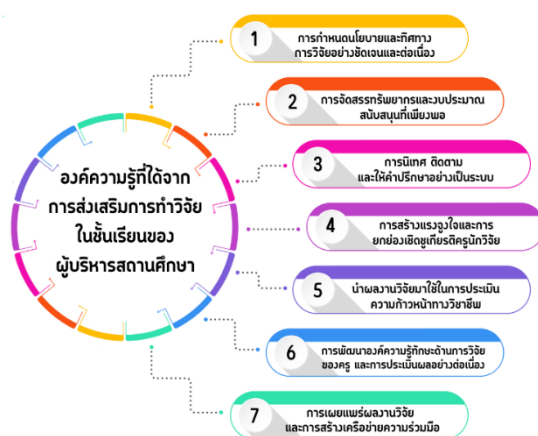 องค์ความรู้ที่ได้จาก
การส่งเสริมการทำวิจัย
ในชั้นเรียนของ
ผู้บริหารสถานศึกษา
1
การกำหนดนโยบายและทิศทาง
การวิจัยอย่างชัดเจนและต่อเนื่อง
2
การจัดสรรทรัพยากรและงบประมาณ
สนับสนุนที่เพียงพอ
3
การนิเทศ ติดตาม
และให้คำปรึกษาอย่างเป็นระบบ
4
การสร้างแรงจูงใจและการ
ยกย่องเชิดชูเกียรติครูนักวิจัย
5
นำผลงานวิจัยมาใช้ในการประเมิน
ความก้าวหน้าทางวิชาชีพ
6
การพัฒนาองค์ความรู้ทักษะด้านการวิจัย
ของครู และการประเมินผลอย่างต่อเนื่อง
7
การเผยแพร่ผลงานวิจัย
และการสร้างเครือข่ายความร่วมมือ